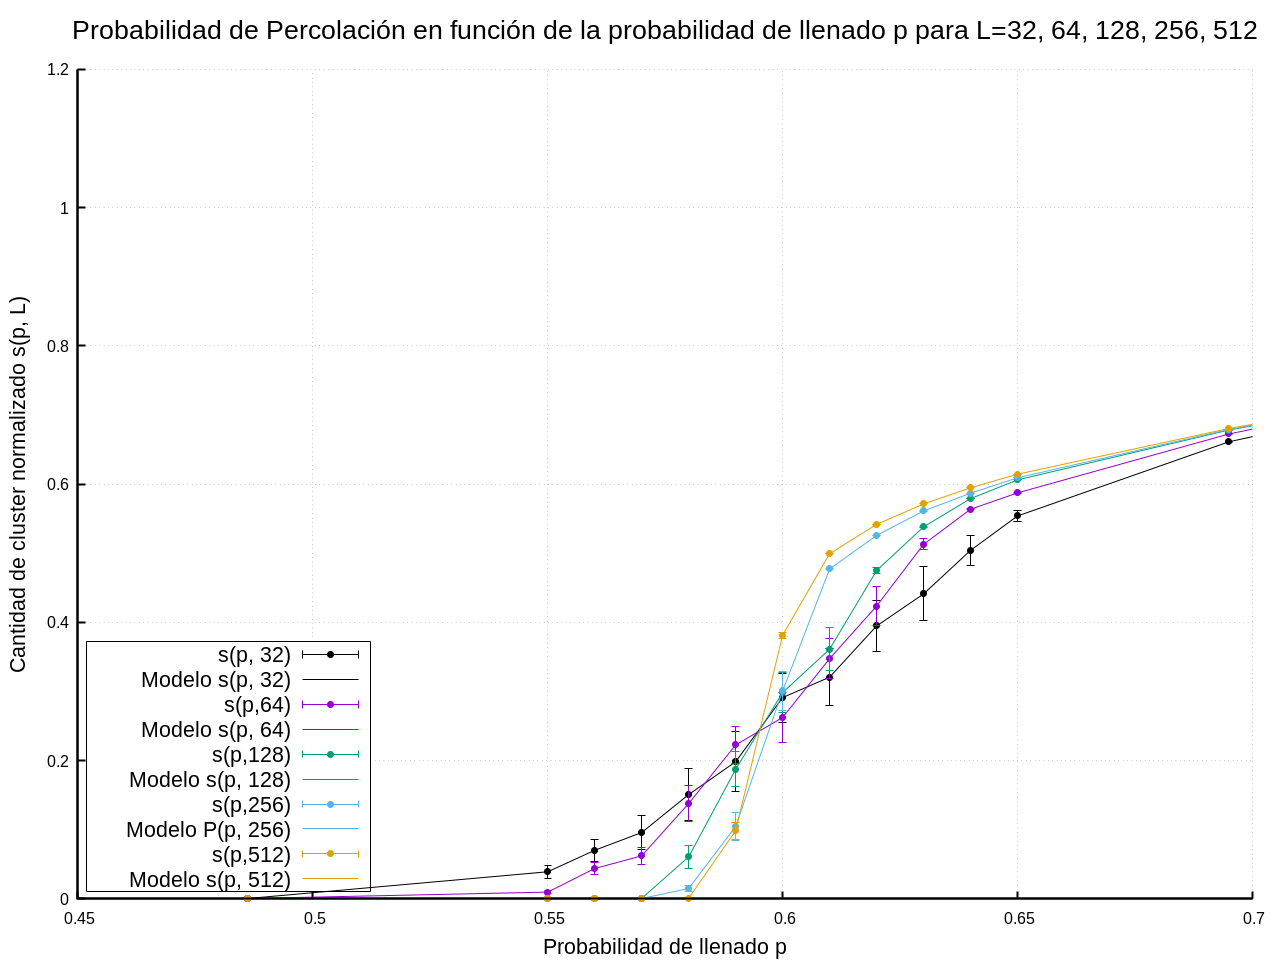 Probabilidad de Percolación en función de la probabilidad de llenado p para L=32, 64, 128, 256, 512
1.2
1
0.8
0.6
0.4
0.2
0
Cantidad de cluster normalizado s(p, L)
s(p, 32)
Modelo s(p, 32)
s(p,64)
Modelo s(p, 64)
s(p,128)
Modelo s(p, 128)
s(p,256)
Modelo P(p, 256)
s(p,512)
Modelo s(p, 512)
0.45
0.5
0.55
0.6
0.65
0.7
Probabilidad de llenado p